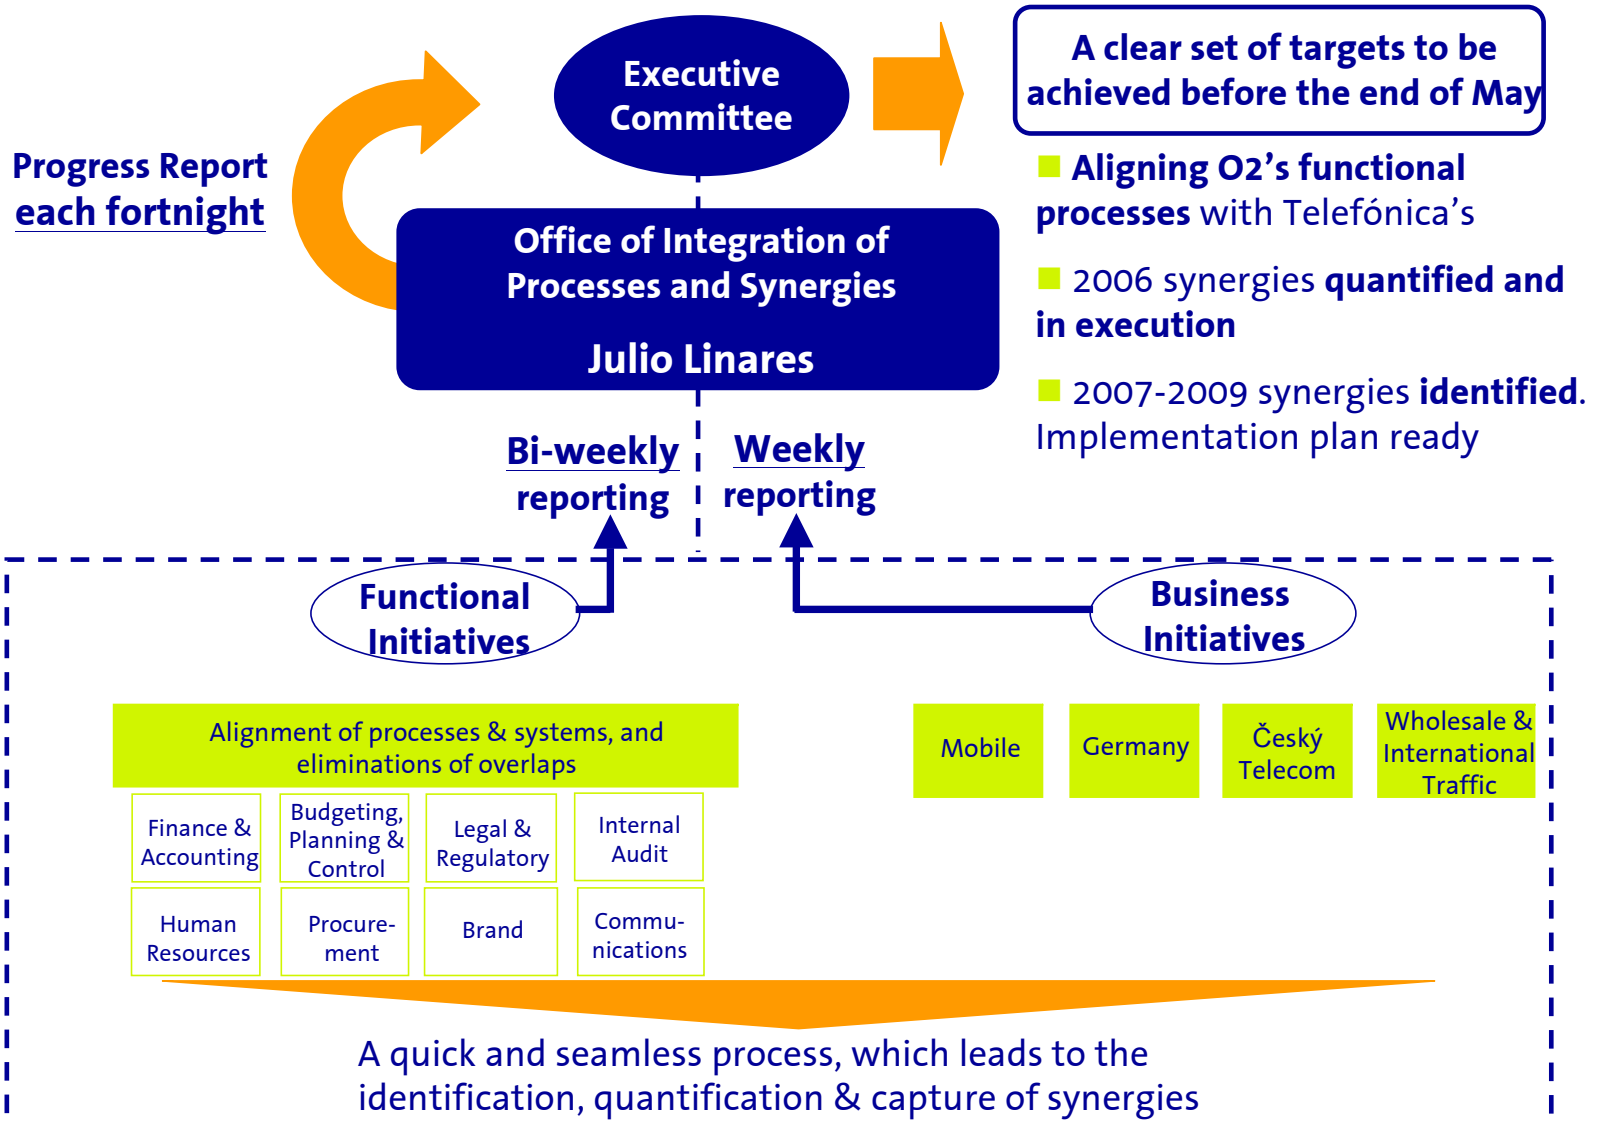 Executive
Committee
A clear set of targets to be
achieved before the end of May
Progress Report
each fortnight
Aligning O2’s functional
processes with Telefónica’s
2006 synergies quantified and
in execution
2007-2009 synergies identified.
Implementation plan ready
Office of Integration of
Processes and Synergies
Julio Linares
Bi-weekly
reporting
Weekly
reporting
Functional
Initiatives
Business
Initiatives
Alignment of processes & systems, and
eliminations of overlaps
Finance &
Accounting
Budgeting,
Planning &
Control
Legal &
Regulatory
Internal
Audit
Human
Resources
Procure-
ment
Brand
Commu-
nications
Mobile
Germany
Český
Telecom
Wholesale &
International
Traffic
A quick and seamless process, which leads to the
identification, quantification & capture of synergies